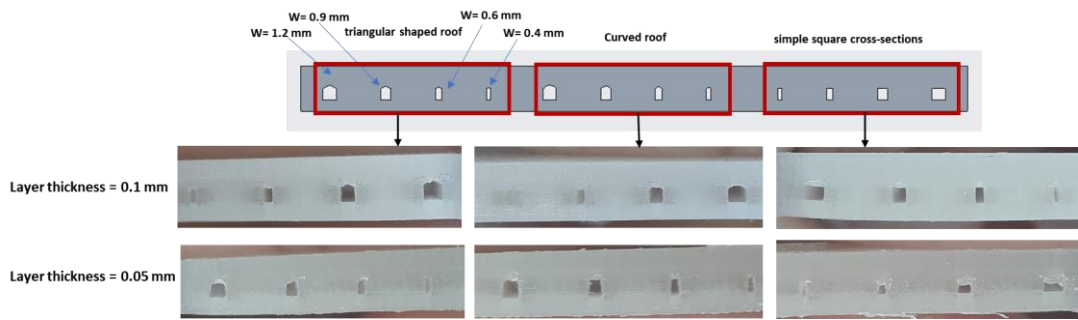 W= 0.9 mm
W= 0.6 mm
W= 1.2 mm
triangular shaped roof
W= 0.4 mm
Curved roof
simple square cross-sections
Layer thickness = 0.1 mm
Layer thickness = 0.05 mm